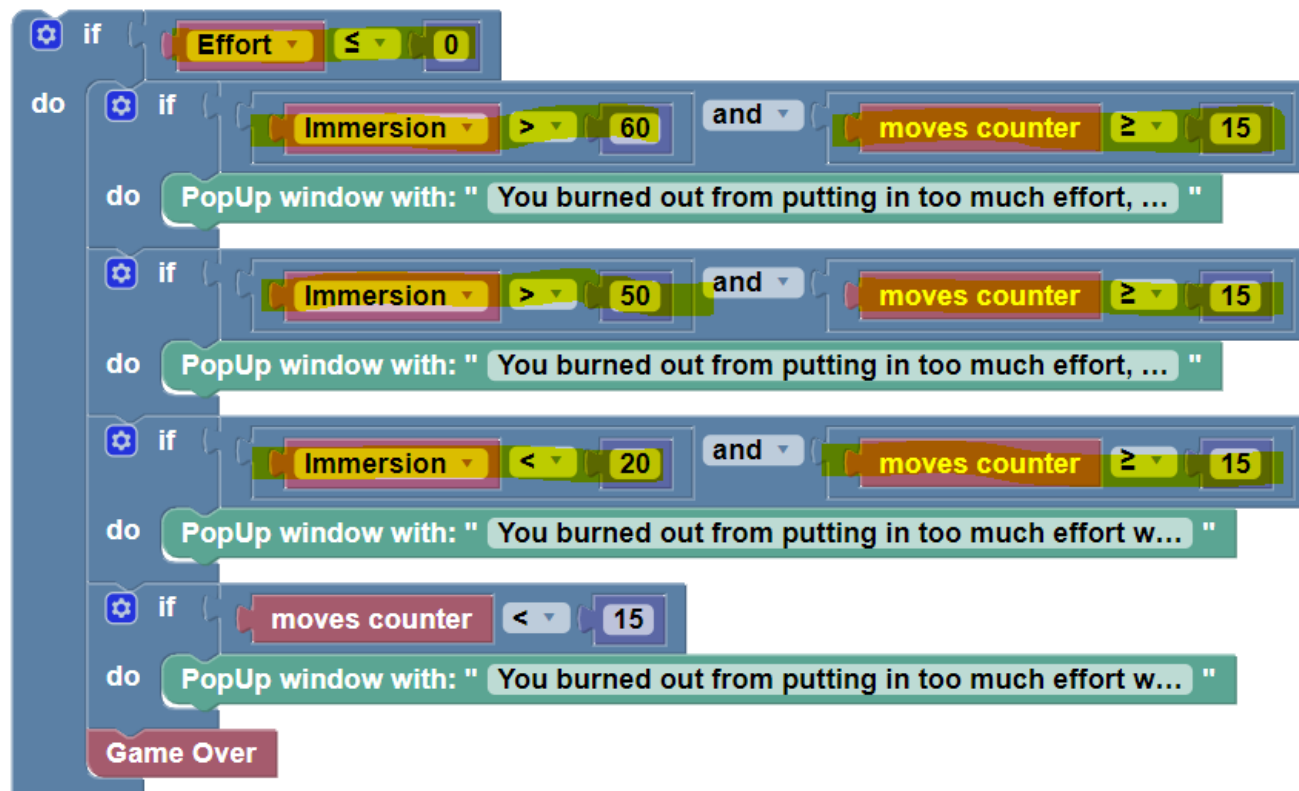 if Effort ≤ 0
do if Immersion > 60 and moves counter ≥ 15
do PopUp window with: " You burned out from putting in too much effort, ... "
if Immersion > 50 and moves counter ≥ 15
do PopUp window with: " You burned out from putting in too much effort, ... "
if Immersion < 20 and moves counter ≥ 15
do PopUp window with: " You burned out from putting in too much effort w... "
if moves counter < 15
do PopUp window with: " You burned out from putting in too much effort w... "
Game Over